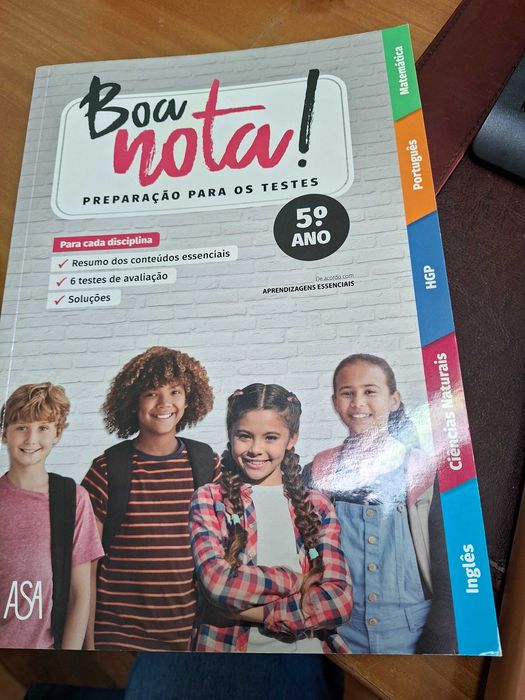 Boa
nota!
PREPARAÇÃO PARA OS TESTES
5.º
ANO
Para cada disciplina
Resumo dos conteúdos essenciais
6 testes de avaliação
Soluções
De acordo com
APRENDIZAGENS ESSENCIAIS
Matemática
Português
HGP
Ciências Naturais
Inglês
ASA